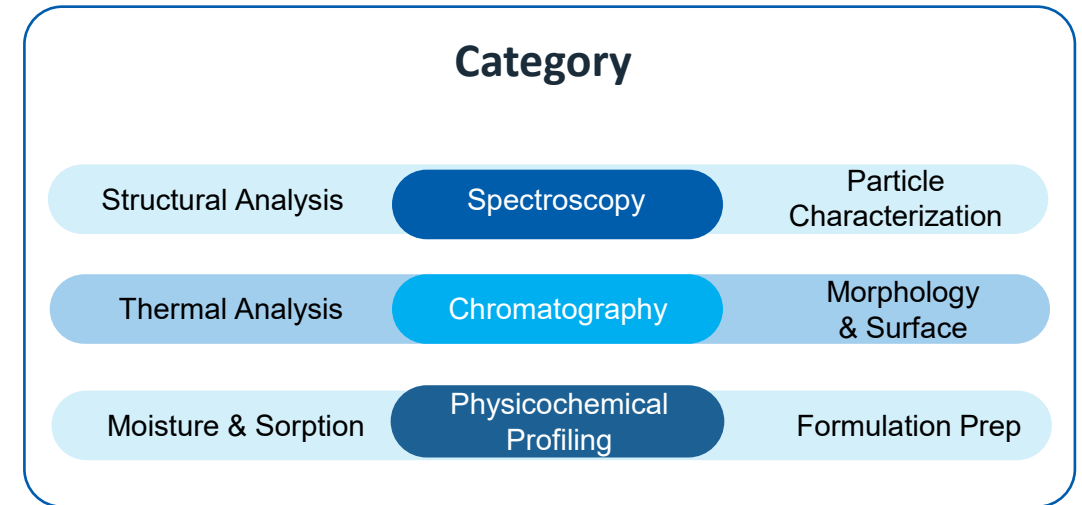 Category
Structural Analysis
Spectroscopy
Particle
Characterization
Thermal Analysis
Chromatography
Morphology
& Surface
Moisture & Sorption
Physicochemical
Profiling
Formulation Prep